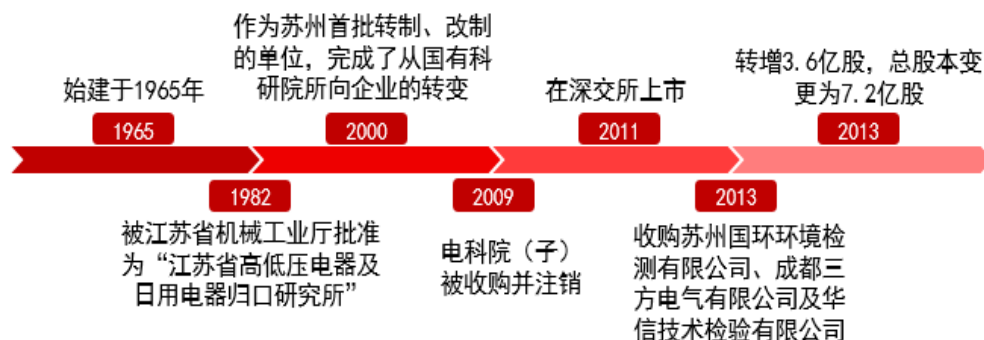 始建于1965年
1965
作为苏州首批转制、改制
的单位，完成了从国有科
研院所向企业的转变
2000
在深交所上市
2011
转增3.6亿股，总股本变
更为7.2亿股
2013
1982
被江苏省机械工业厅批准
为“江苏省高低压电器及
日用电器归口研究所”
2009
电科院（子）
被收购并注销
2013
收购苏州国环环境检
测有限公司、成都三
方电气有限公司及华
信技术检验有限公司